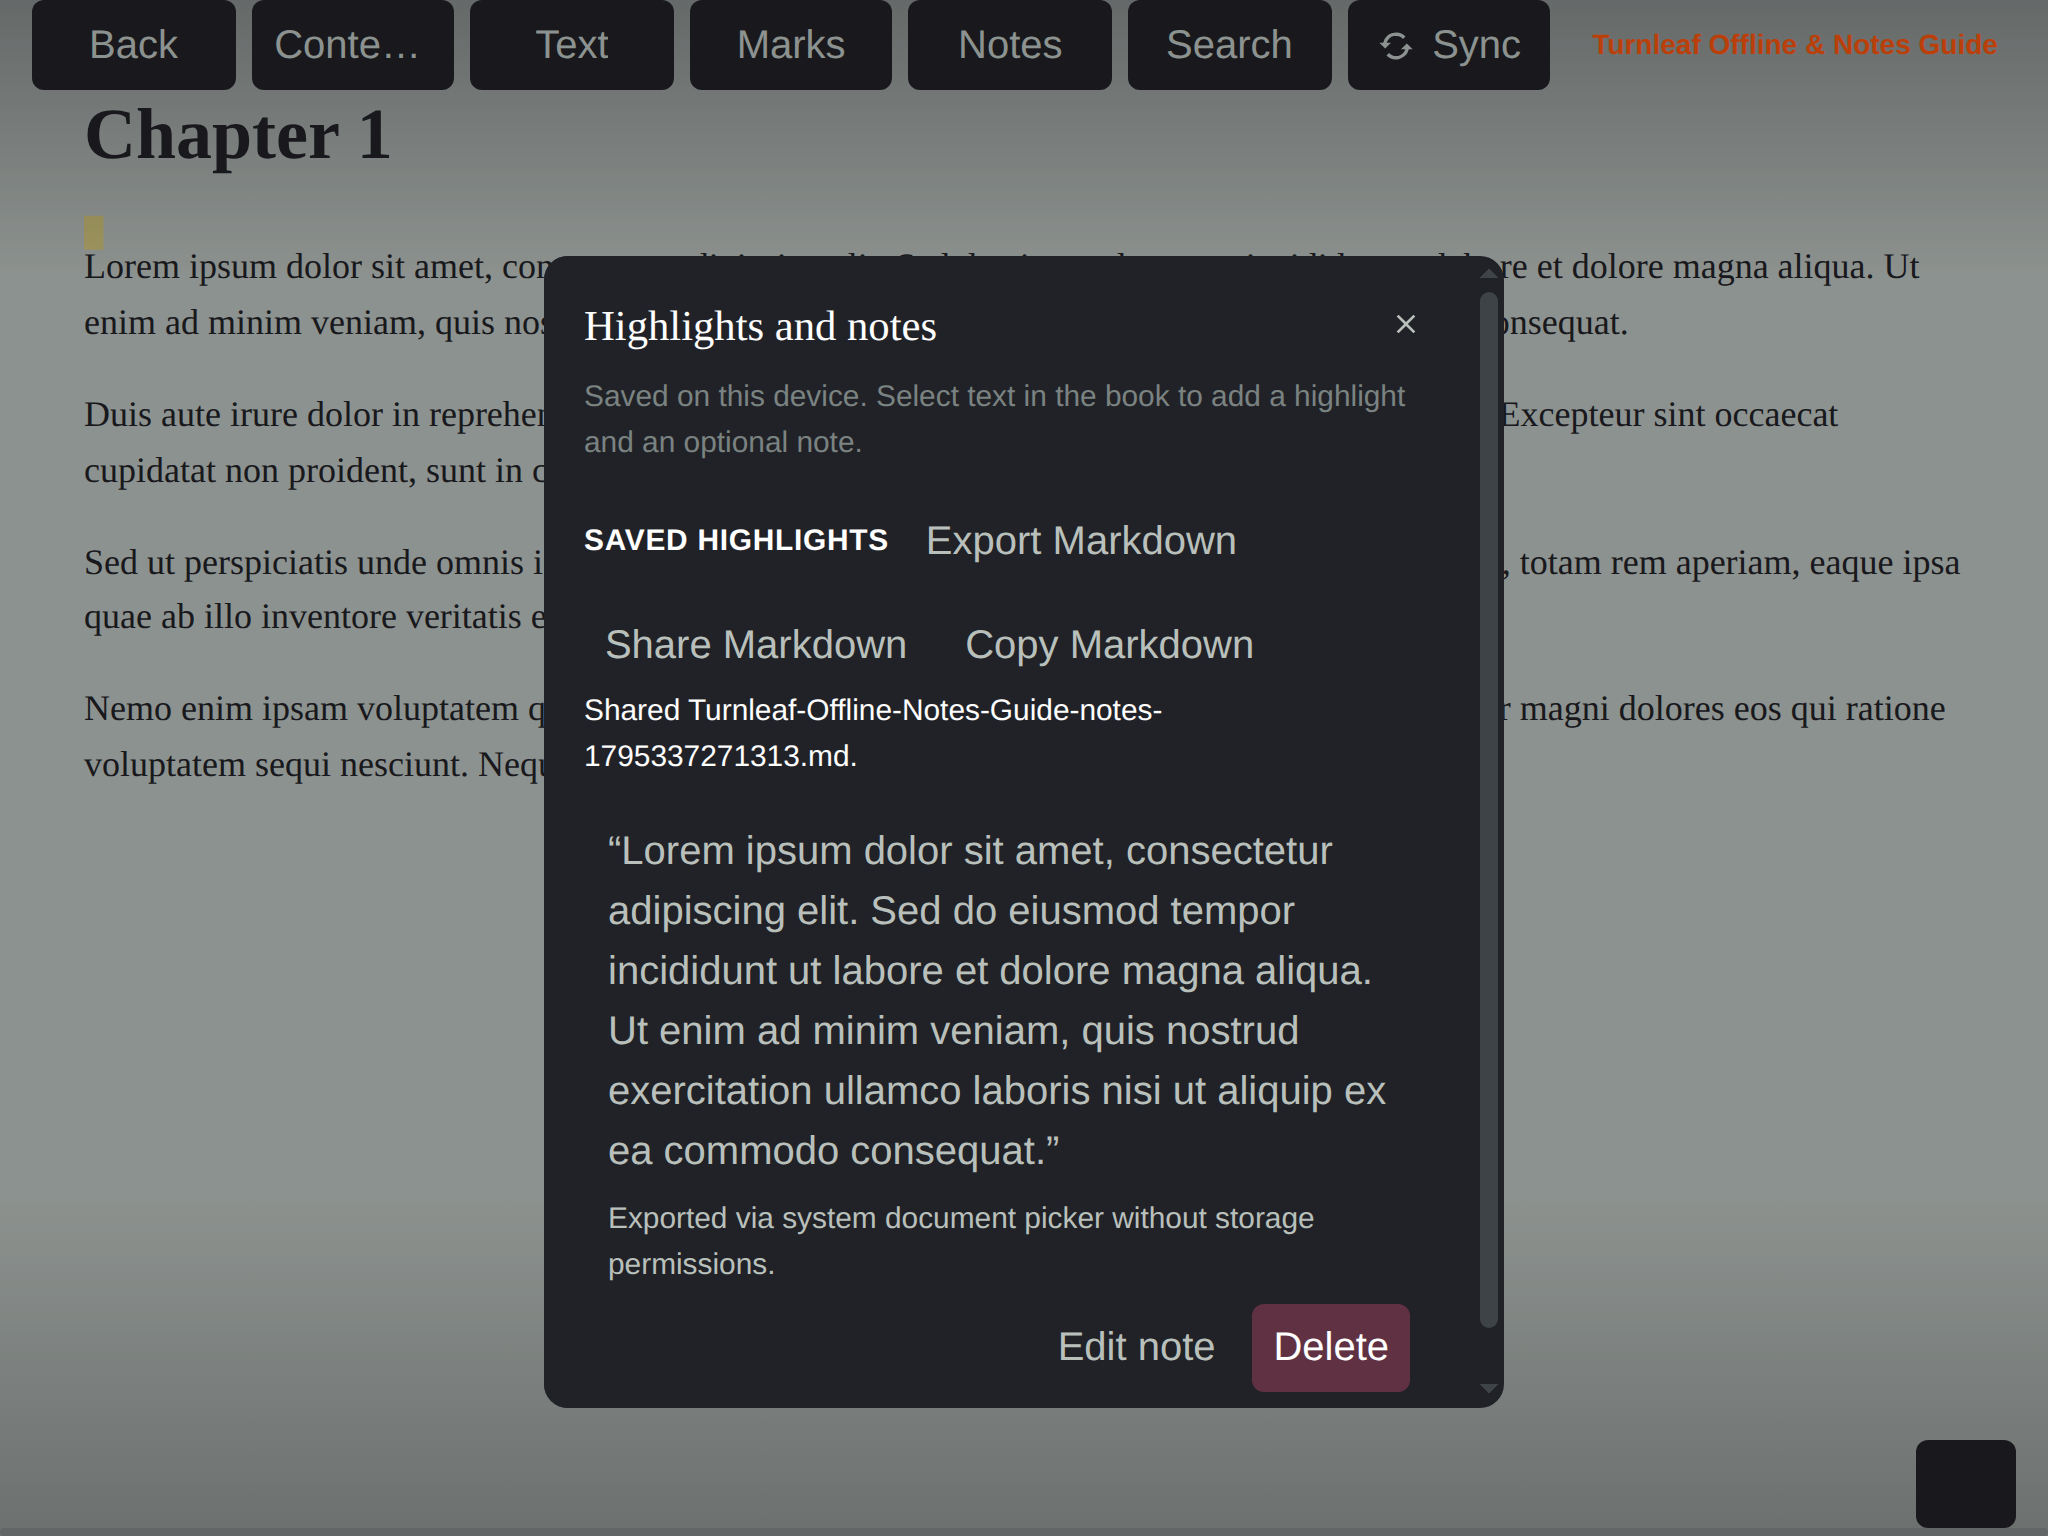 Back
Conte…
Text
Marks
Notes
Search
Sync
Turnleaf Offline & Notes Guide
Chapter 1
Lorem ipsum dolor sit amet, re et dolore magna aliqua. Ut
enim ad minim veniam, quis onsequat.
Duis aute irure dolor in Excepteur sint occaecat
cupidatat non proident, sunt in
Sed ut perspiciatis unde omnis , totam rem aperiam, eaque ipsa
quae ab illo inventore veritatis
Nemo enim ipsam voluptatem magni dolores eos qui ratione
voluptatem sequi nesciunt.
Highlights and notes
Saved on this device. Select text in the book to add a highlight
and an optional note.
SAVED HIGHLIGHTS Export Markdown
Share Markdown Copy Markdown
Shared Turnleaf-Offline-Notes-Guide-notes-
1795337271313.md.
“Lorem ipsum dolor sit amet, consectetur
adipiscing elit. Sed do eiusmod tempor
incididunt ut labore et dolore magna aliqua.
Ut enim ad minim veniam, quis nostrud
exercitation ullamco laboris nisi ut aliquip ex
ea commodo consequat.”
Exported via system document picker without storage
permissions.
Edit note Delete